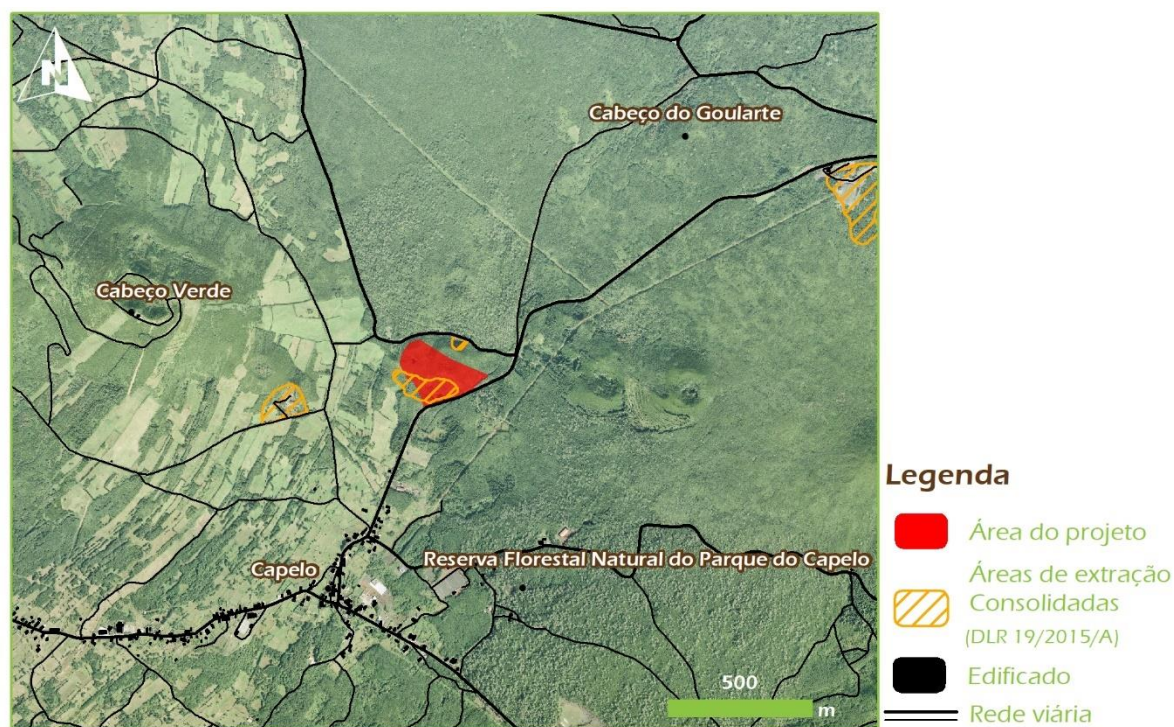 N
Cabeço do Goularte
Cabeço Verde
Capelo
Reserva Florestal Natural do Parque do Capelo
500
m
Legenda
Área do projeto
Áreas de extração
Consolidadas
(DLR 19/2015/A)
Edificado
Rede viária